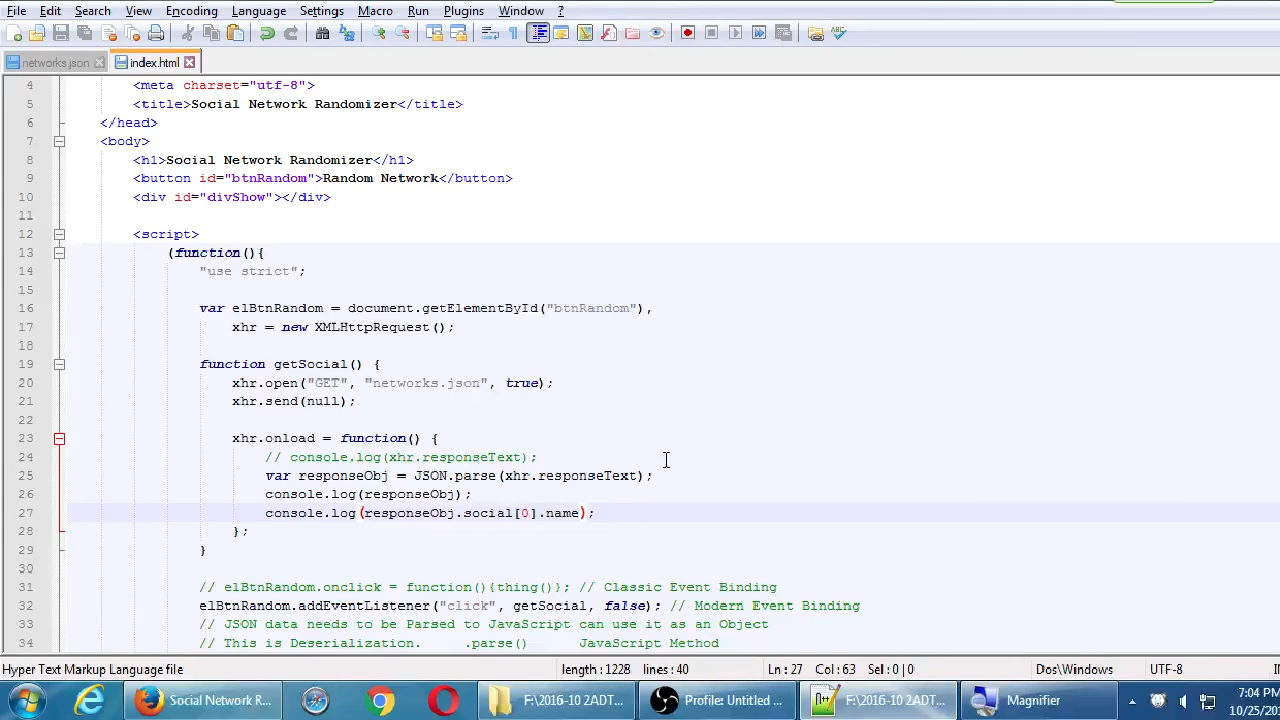 File Edit Search View Encoding Language Settings Macro Run Plugins Window ?
networks.json index.html
4 <meta charset="utf-8">
5 <title>Social Network Randomizer</title>
6 </head>
7 <body>
8 <h1>Social Network Randomizer</h1>
9 <button id="btnRandom">Random Network</button>
10 <div id="divShow"></div>
11
12 <script>
13 (function(){
14 "use strict";
15
16 var elBtnRandom = document.getElementById("btnRandom"),
17 xhr = new XMLHttpRequest();
18
19 function getSocial() {
20 xhr.open("GET", "networks.json", true);
21 xhr.send(null);
22
23 xhr.onload = function() {
24 // console.log(xhr.responseText);
25 var responseObj = JSON.parse(xhr.responseText);
26 console.log(responseObj);
27 console.log(responseObj.social[0].name);
28 };
29 }
30
31 // elBtnRandom.onclick = function(){thing()}; // Classic Event Binding
32 elBtnRandom.addEventListener("click", getSocial, false); // Modern Event Binding
33 // JSON data needs to be Parsed to JavaScript can use it as an Object
34 // This is Deserialization. .parse() JavaScript Method
Hyper Text Markup Language file length : 1228 lines : 40 Ln : 27 Col : 63 Sel : 0 | 0 Dos\Windows UTF-8
Social Network R... F:\2016-10 2ADT... Profile: Untitled ... F:\2016-10 2ADT... Magnifier 7:04 PM
10/25/20